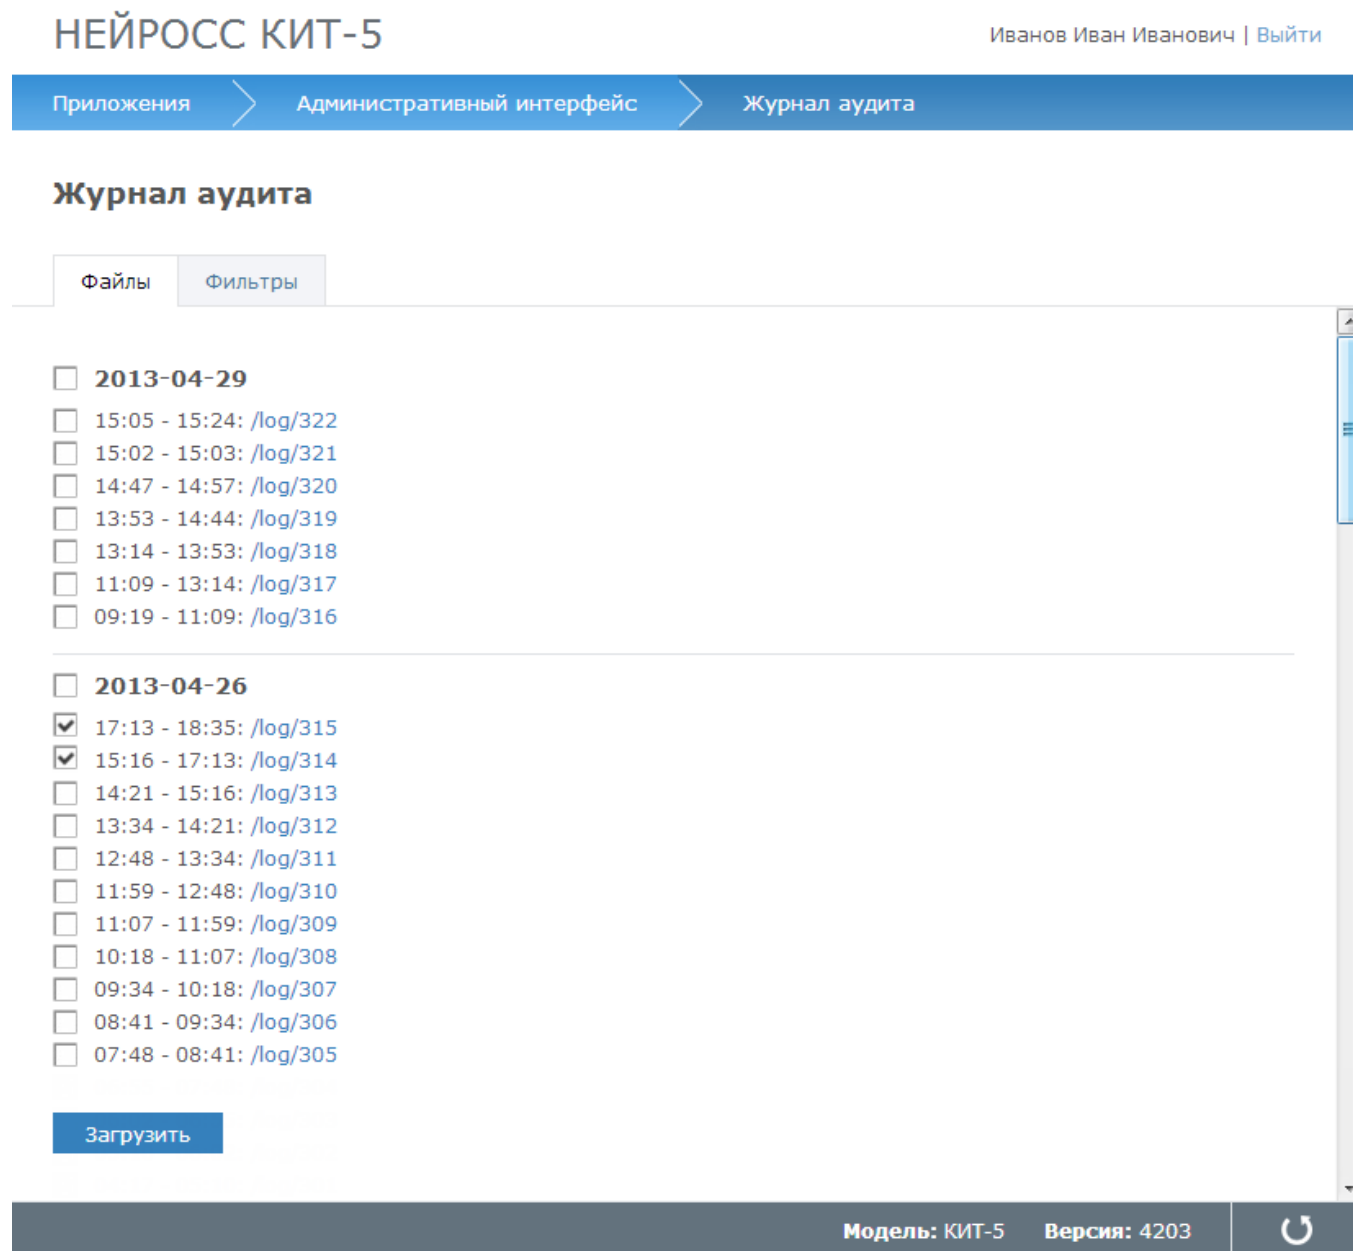 НЕЙРОСС КИТ-5
Иванов Иван Иванович | Выйти
Приложения Административный интерфейс Журнал аудита
Журнал аудита
Файлы Фильтры
2013-04-29
15:05 - 15:24: /log/322
15:02 - 15:03: /log/321
14:47 - 14:57: /log/320
13:53 - 14:44: /log/319
13:14 - 13:53: /log/318
11:09 - 13:14: /log/317
09:19 - 11:09: /log/316
2013-04-26
17:13 - 18:35: /log/315
15:16 - 17:13: /log/314
14:21 - 15:16: /log/313
13:34 - 14:21: /log/312
12:48 - 13:34: /log/311
11:59 - 12:48: /log/310
11:07 - 11:59: /log/309
10:18 - 11:07: /log/308
09:34 - 10:18: /log/307
08:41 - 09:34: /log/306
07:48 - 08:41: /log/305
Загрузить
Модель: КИТ-5 Версия: 4203